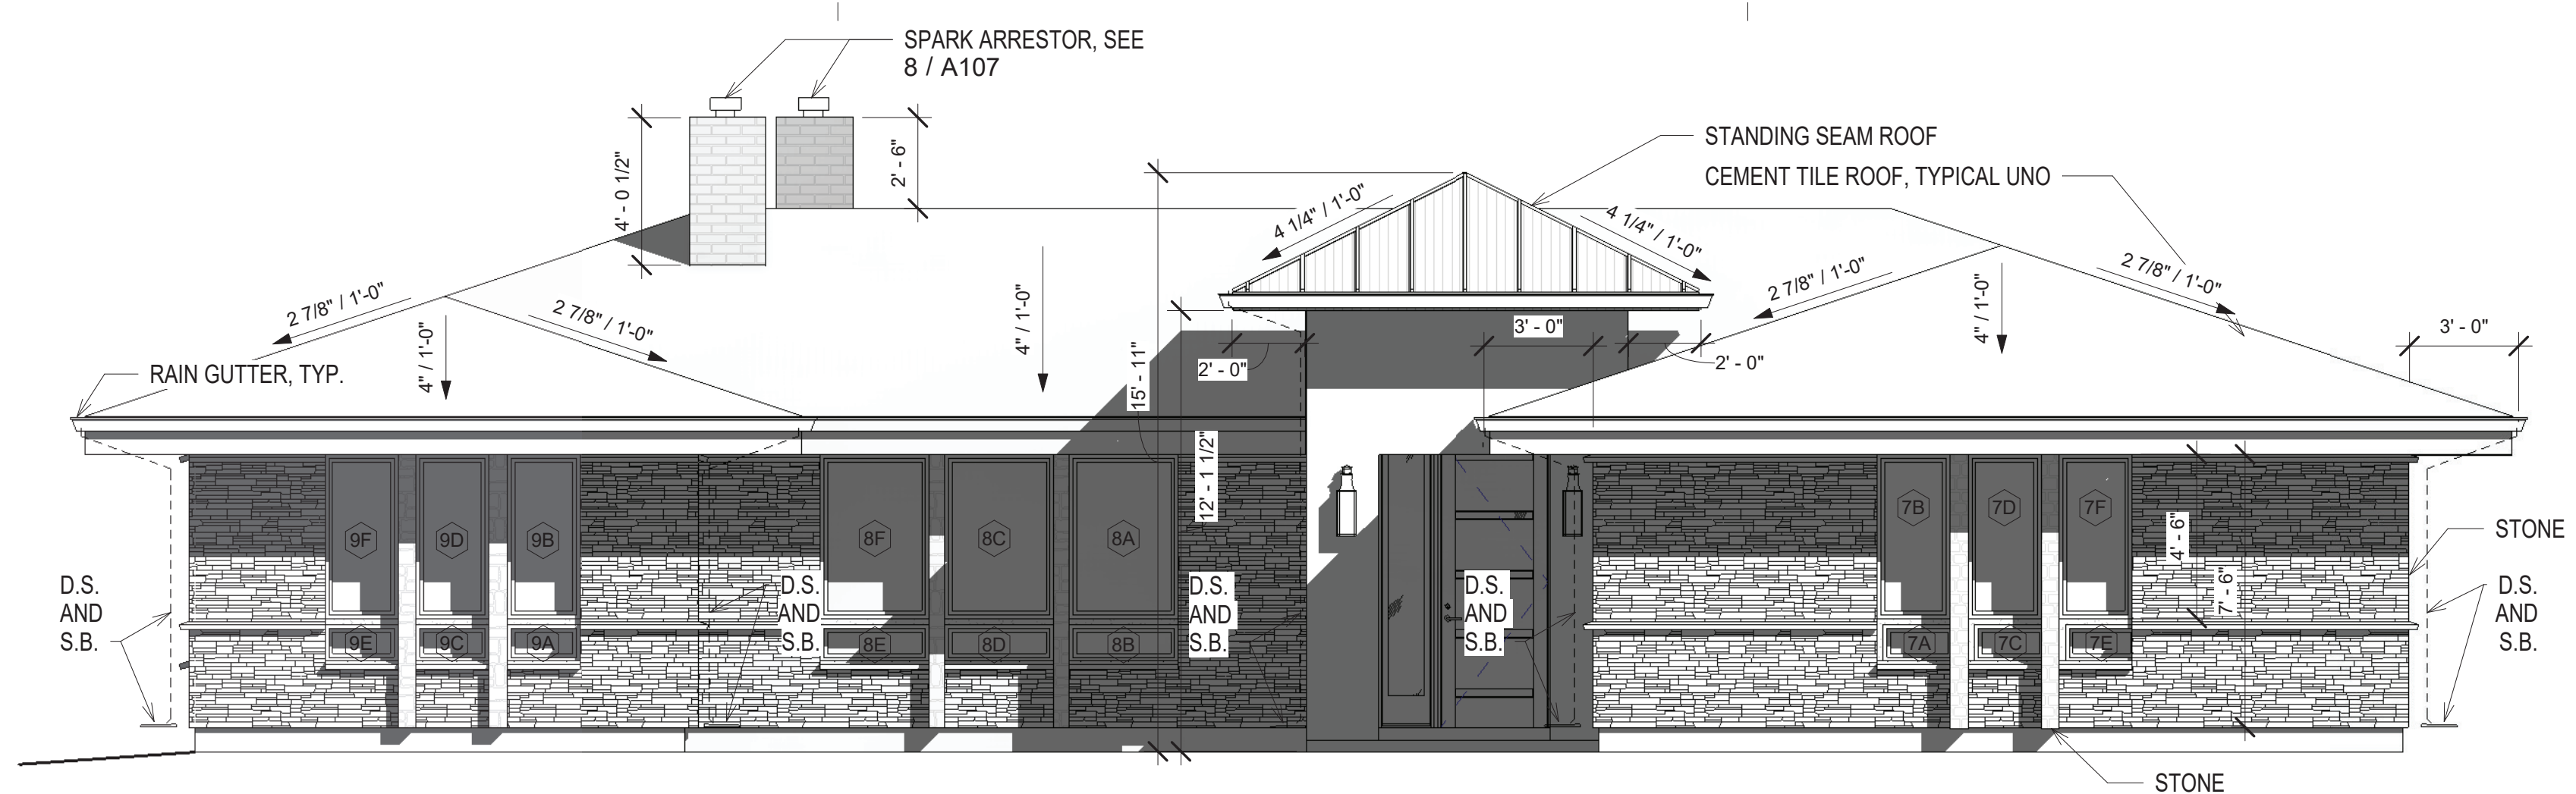 SPARK ARRESTOR, SEE
8 / A107
4' - 0 1/2"
2' - 6"
STANDING SEAM ROOF
CEMENT TILE ROOF, TYPICAL UNO
4 1/4" / 1'-0"
4 1/4" / 1'-0"
2 7/8" / 1'-0"
2 7/8" / 1'-0"
4" / 1'-0"
4" / 1'-0"
2 7/8" / 1'-0"
4" / 1'-0"
2 7/8" / 1'-0"
3' - 0"
3' - 0"
2' - 0"
2' - 0"
RAIN GUTTER, TYP.
15' - 11"
12' - 11 1/2"
9F
9D
9B
8F
8C
8A
7B
7D
7F
4' - 6"
7' - 6"
STONE
D.S.
AND
S.B.
D.S.
AND
S.B.
D.S.
AND
S.B.
D.S.
AND
S.B.
D.S.
AND
S.B.
9E
9C
9A
8E
8D
8B
7A
7C
7E
STONE